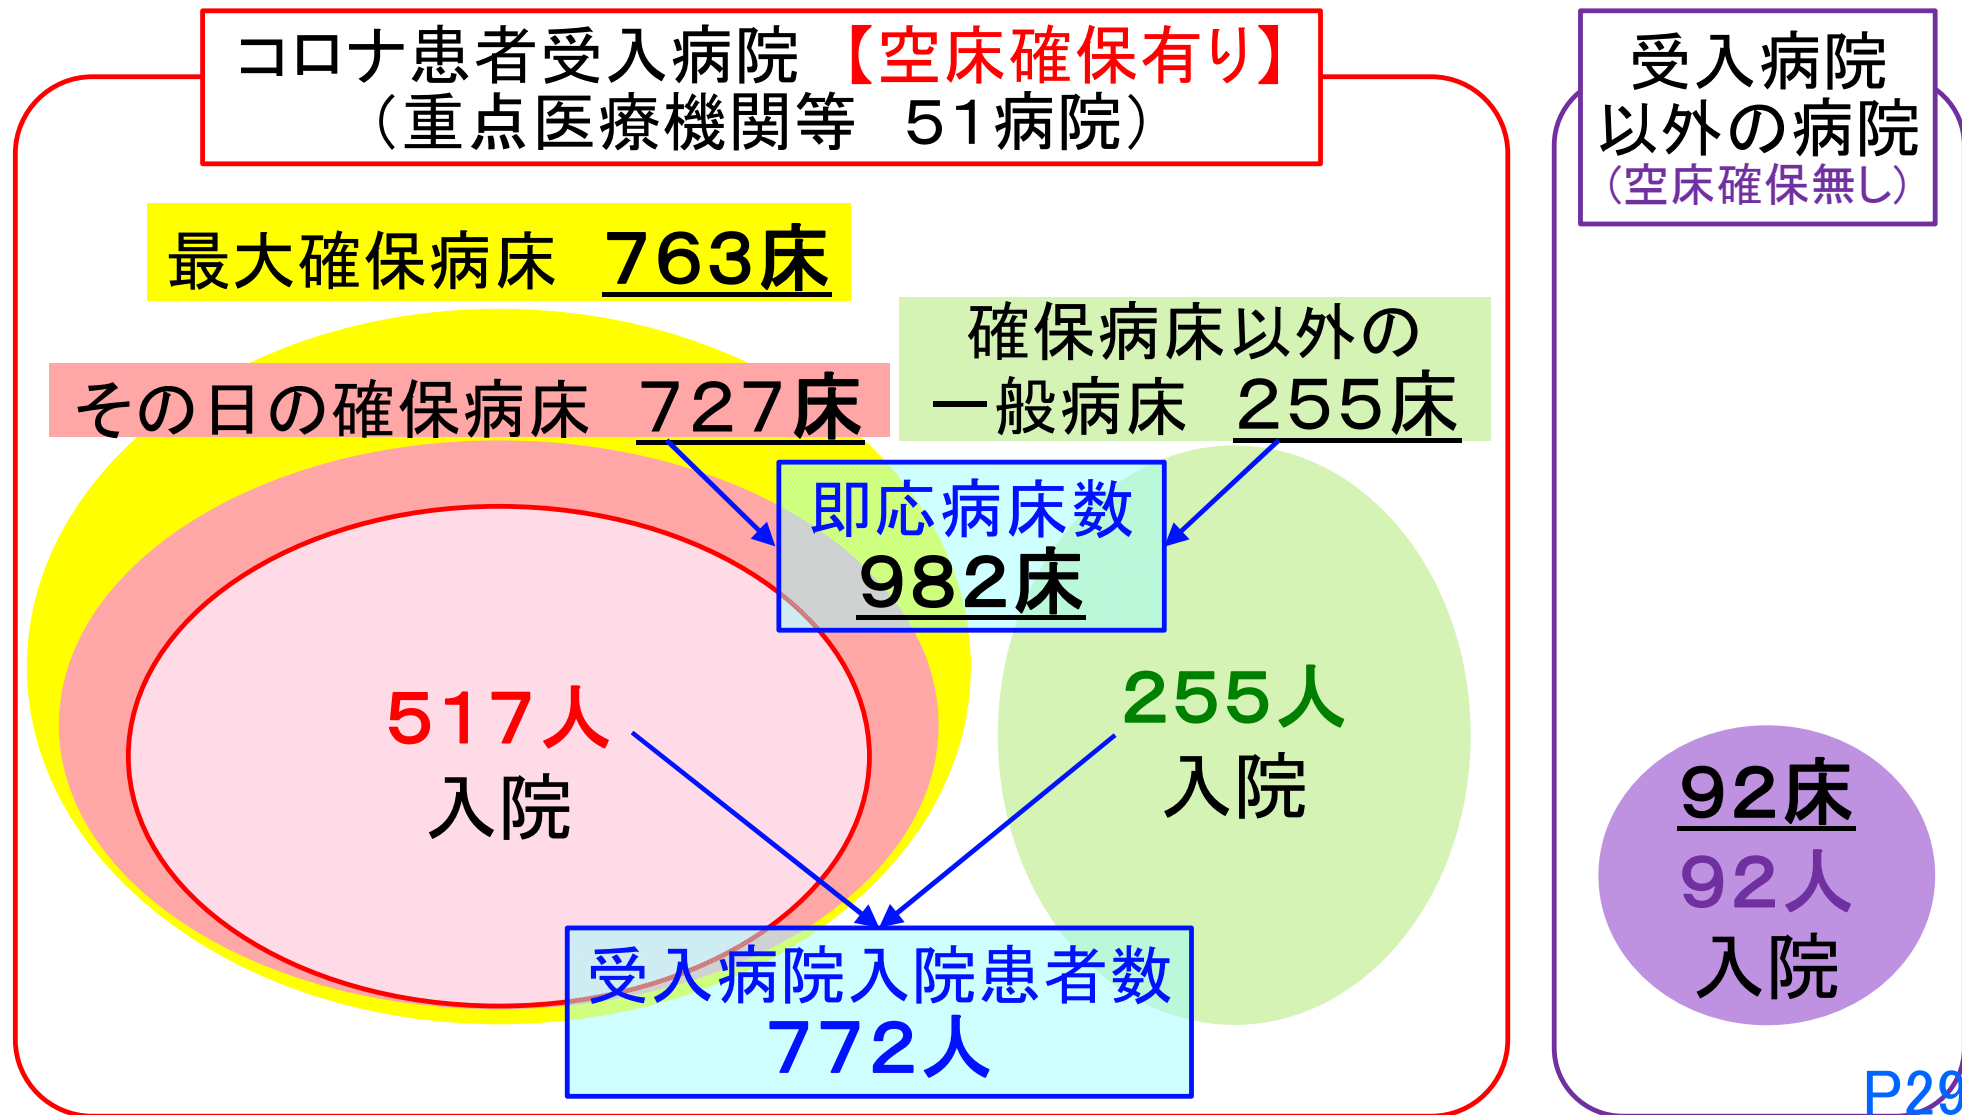 コロナ患者受入病院 【空床確保有り】
（重点医療機関等　５１病院）
最大確保病床　７６３床
その日の確保病床　７２７床
確保病床以外の
一般病床　２５５床
即応病床数
９８２床
５１７人
入院
２５５人
入院
受入病院入院患者数
７７２人
受入病院
以外の病院
（空床確保無し）
９２床
９２人
入院
P29